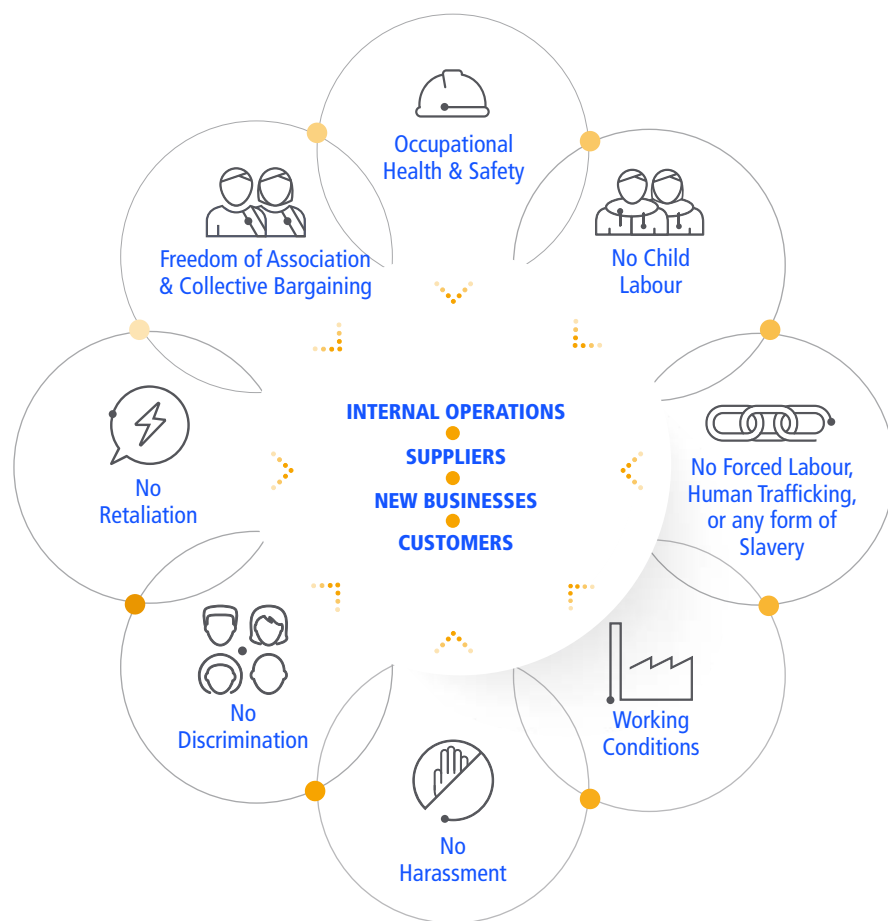 Occupational
Health & Safety
Freedom of Association
& Collective Bargaining
No Child
Labour
INTERNAL OPERATIONS
SUPPLIERS
NEW BUSINESSES
CUSTOMERS
No
Retaliation
No Forced Labour,
Human Trafficking,
or any form of
Slavery
No
Discrimination
Working
Conditions
No
Harassment